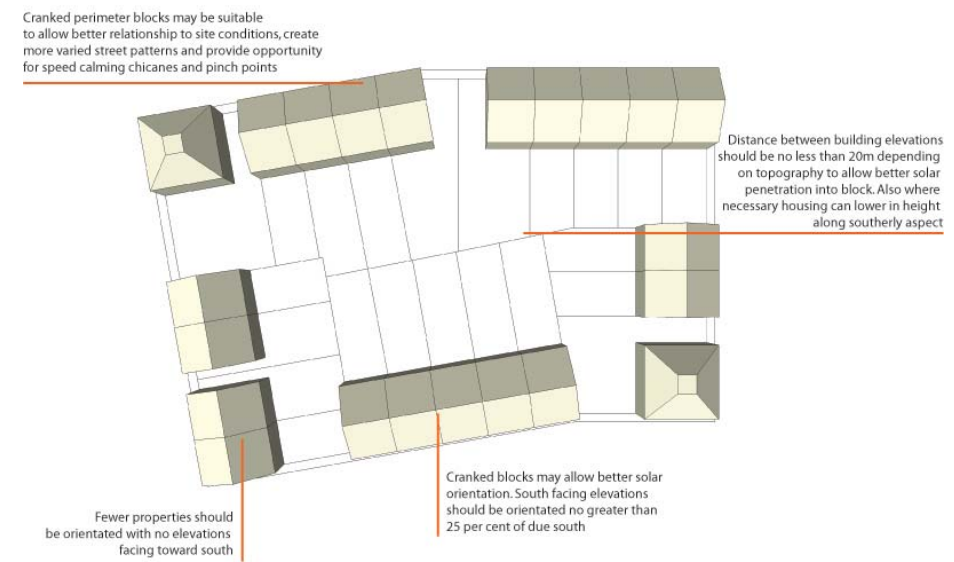 Cranked perimeter blocks may be suitable
to allow better relationship to site conditions, create
more varied street patterns and provide opportunity
for speed calming chicanes and pinch points
Distance between building elevations
should be no less than 20m depending
on topography to allow better solar
penetration into block. Also where
necessary housing can lower in height
along southerly aspect
Cranked blocks may allow better solar
orientation. South facing elevations
should be orientated no greater than
25 per cent of due south
Fewer properties should
be orientated with no elevations
facing toward south